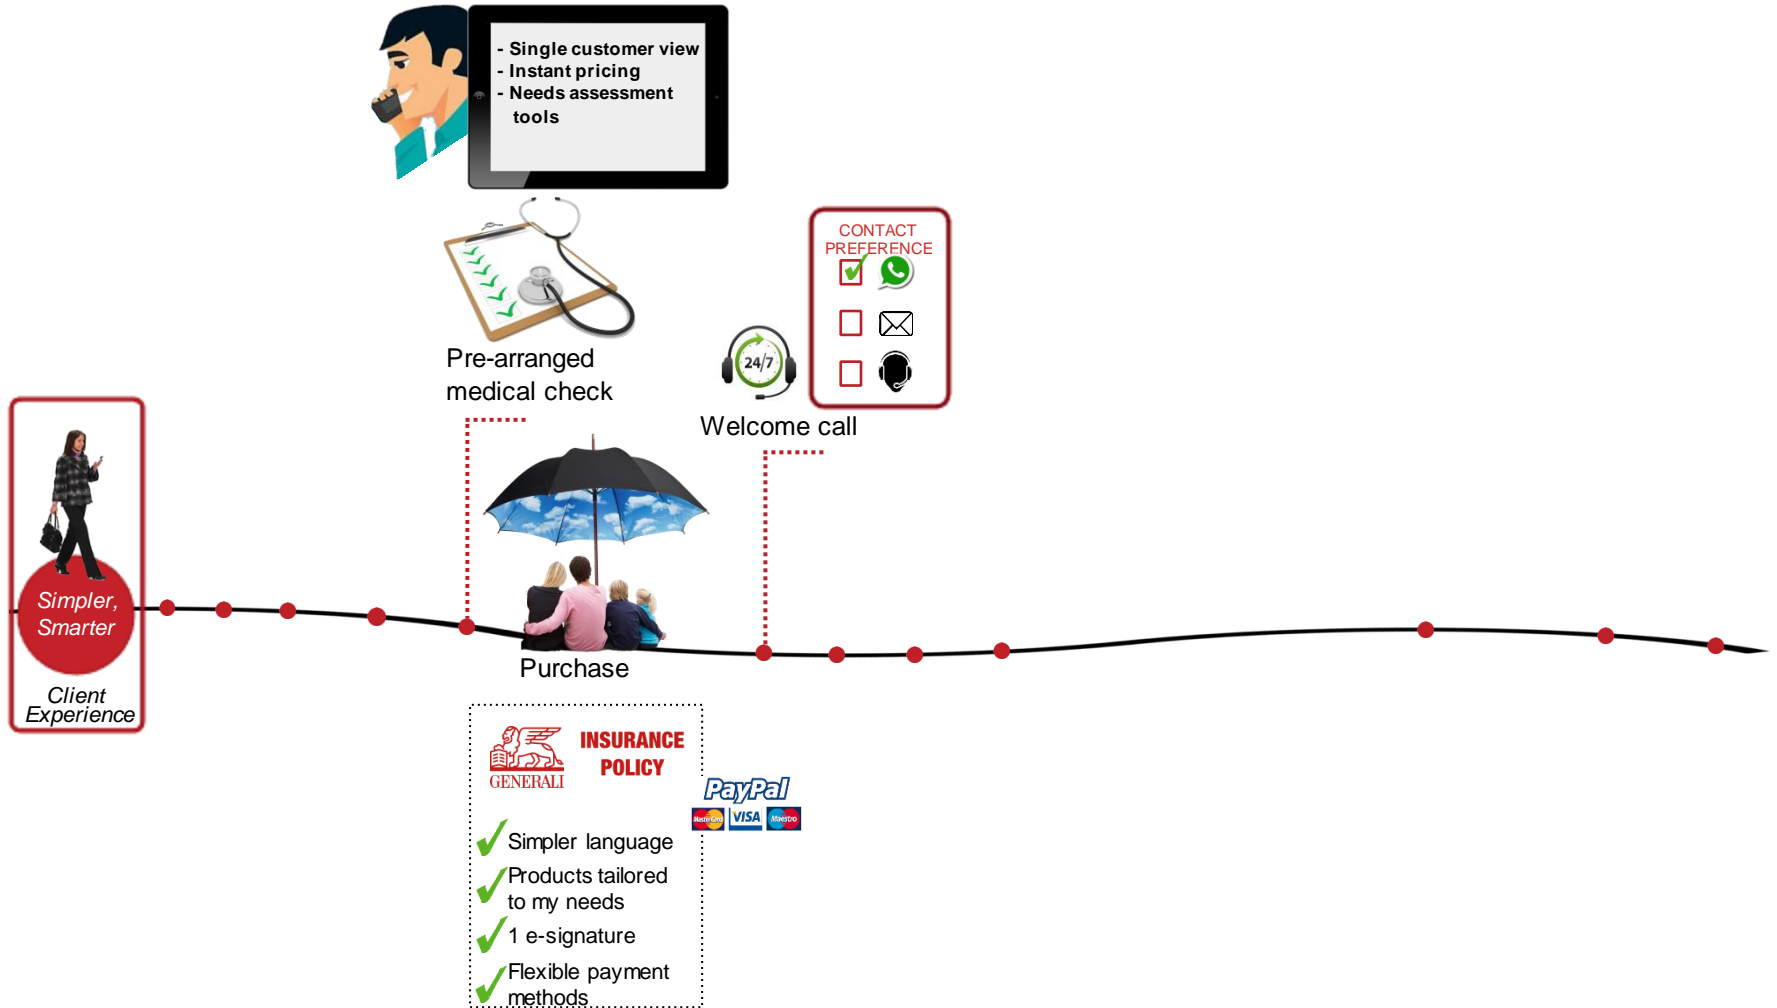 - Single customer view
- Instant pricing
- Needs assessment
tools
CONTACT
PREFERENCE
24/7
Pre-arranged
medical check
Welcome call
Simpler,
Smarter
Client
Experience
Purchase
GENERALI
INSURANCE
POLICY
PayPal
MasterCard
VISA
Maestro
Simpler language
Products tailored
to my needs
1 e-signature
Flexible payment
methods